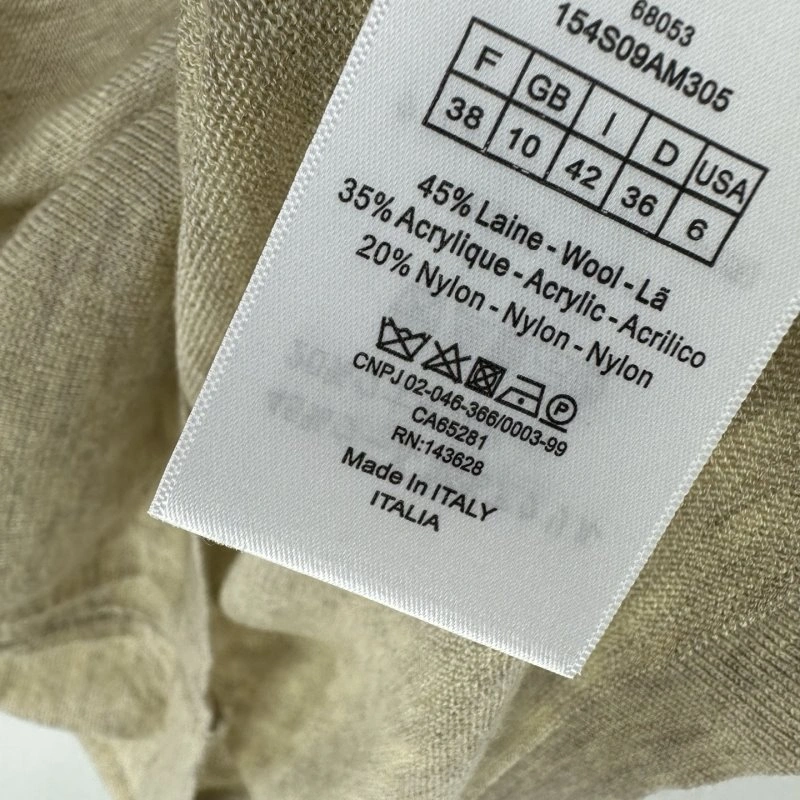 68053
154S09AM305
F GB I D USA
38 10 42 36 6
45% Laine - Wool - Lã
35% Acrylique - Acrylic - Acrilico
20% Nylon - Nylon - Nylon
P
CNPJ 02-046-366/0003-99
CA65281
RN:143628
Made In ITALY
ITALIA